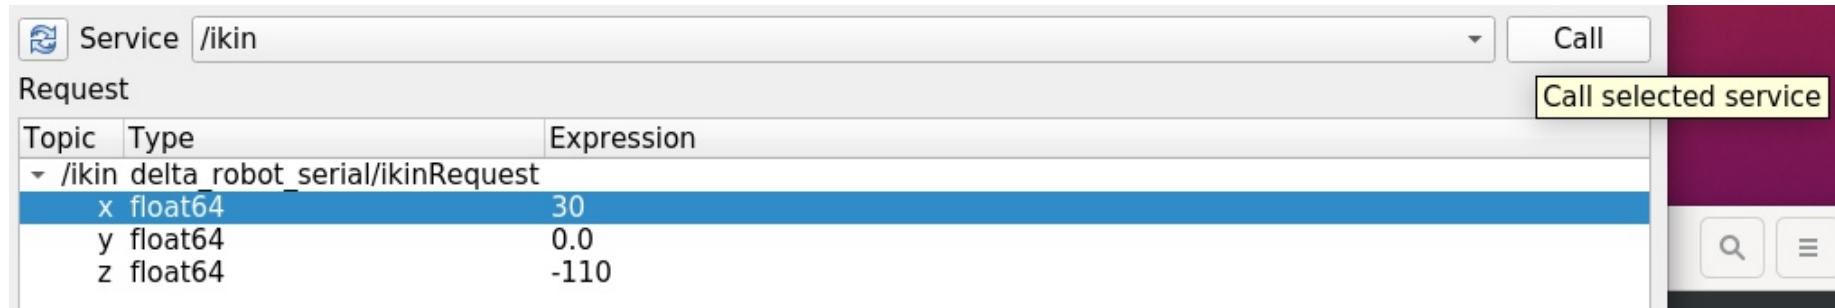 Service /ikin Call
Request
Call selected service
Topic Type Expression
/ikin delta_robot_serial/ikinRequest
x float64 30
y float64 0.0
z float64 -110